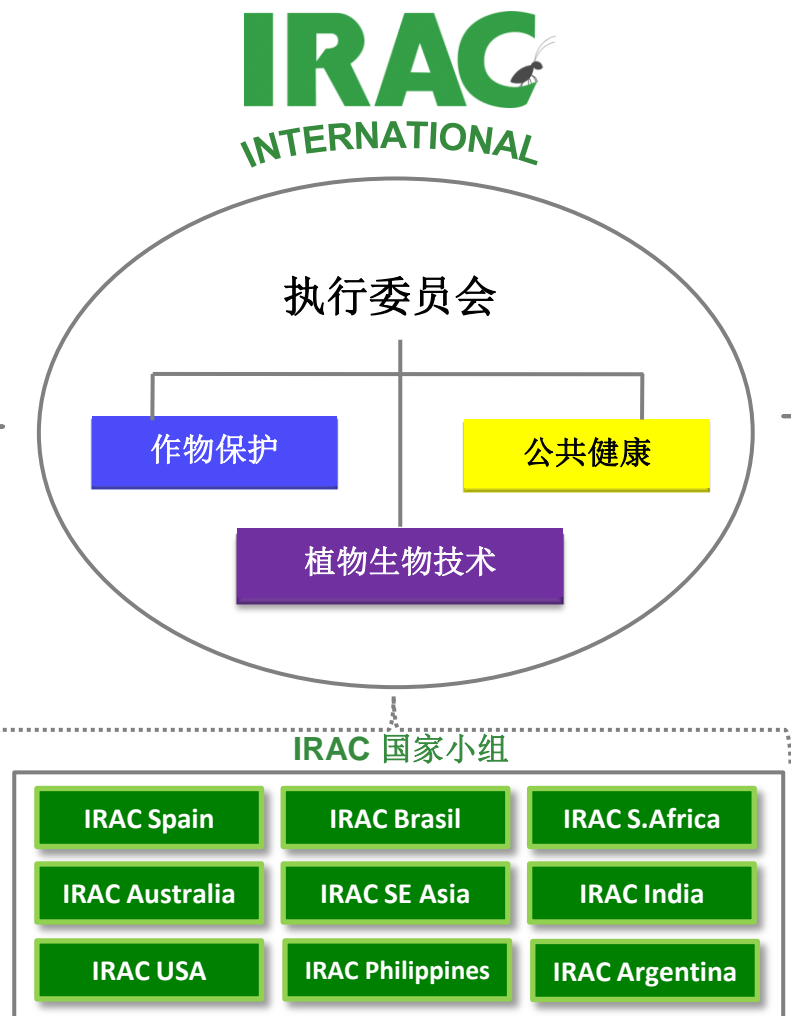 IRAC
INTERNATIONAL
执行委员会
作物保护
公共健康
植物生物技术
IRAC 国家小组
IRAC Spain
IRAC Brasil
IRAC S.Africa
IRAC Australia
IRAC SE Asia
IRAC India
IRAC USA
IRAC Philippines
IRAC Argentina